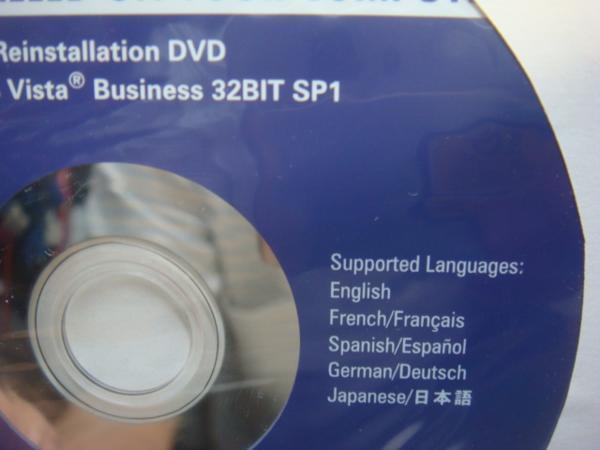 Reinstallation DVD
Vista® Business 32BIT SP1
Supported Languages:
English
French/Français
Spanish/Español
German/Deutsch
Japanese/日本語